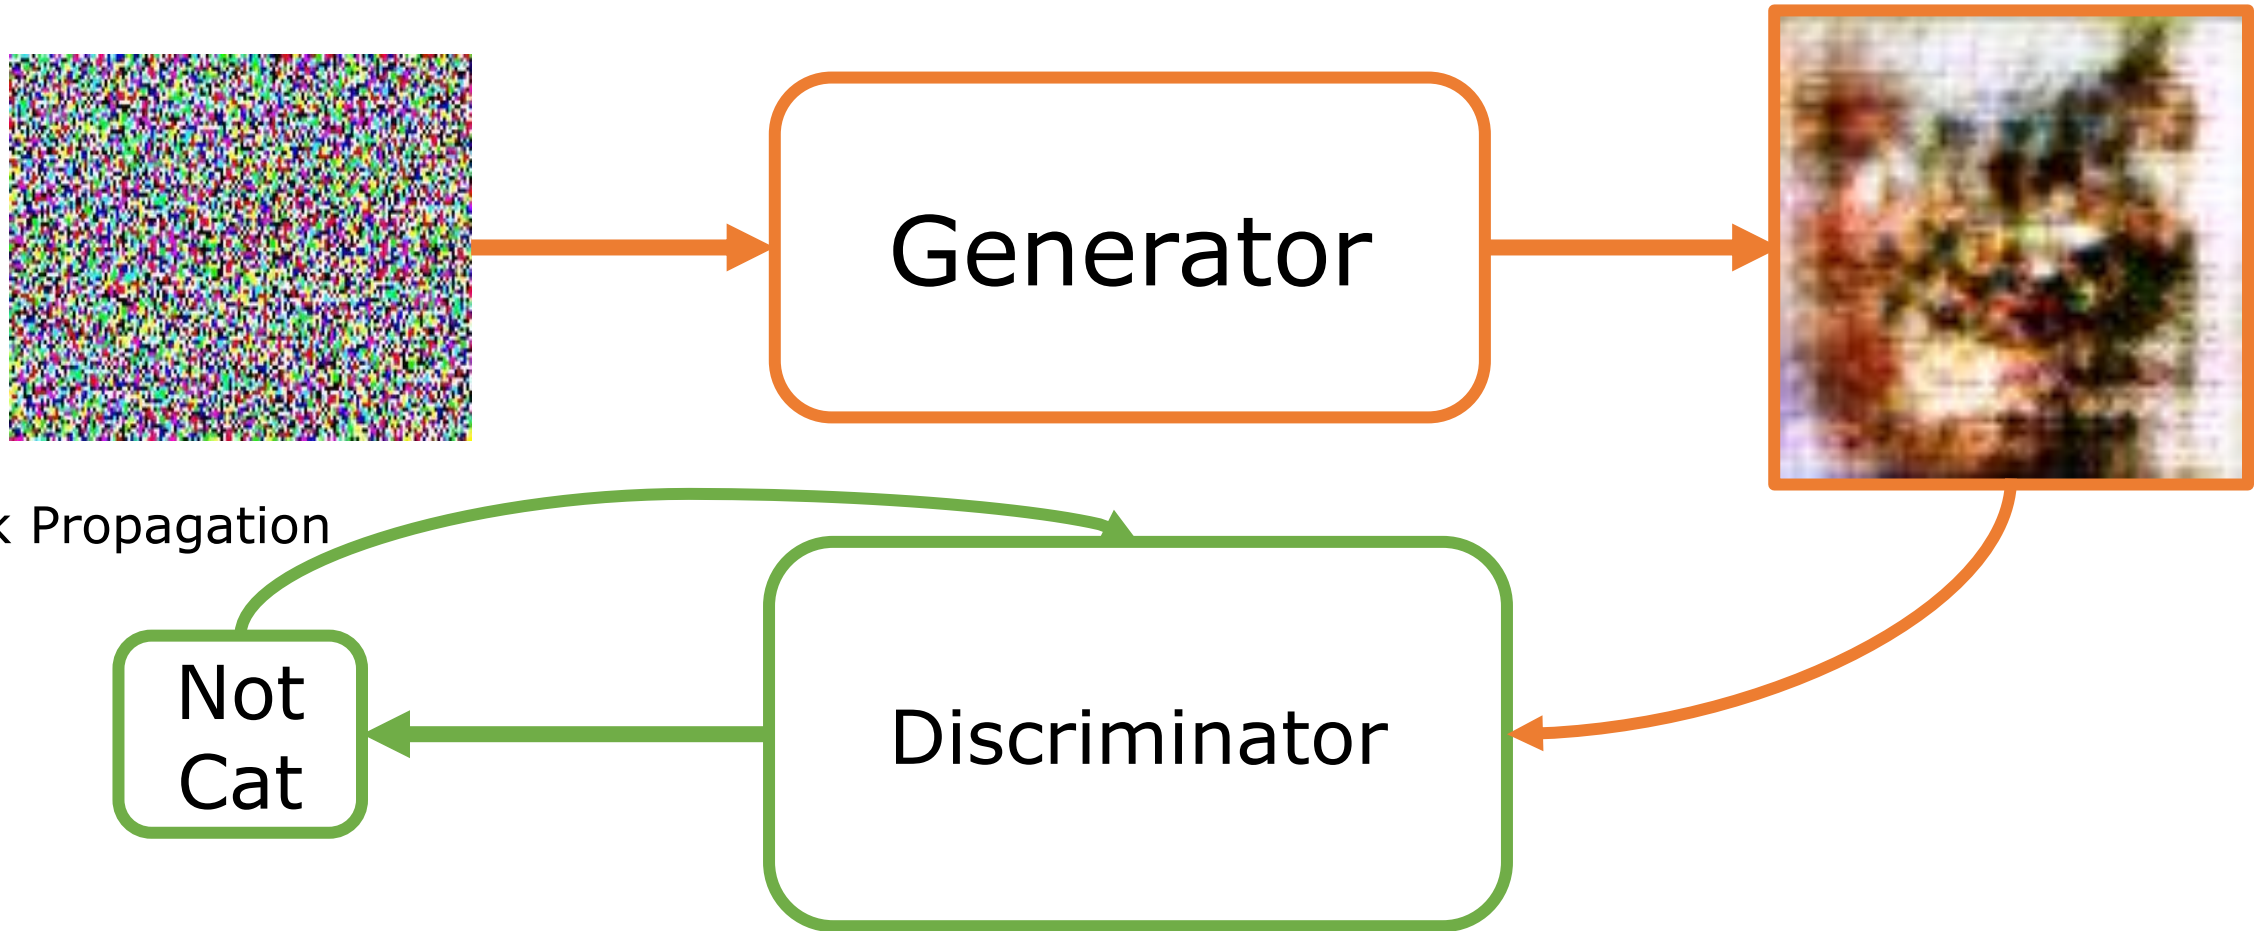 Generator
k Propagation
Not
Cat
Discriminator